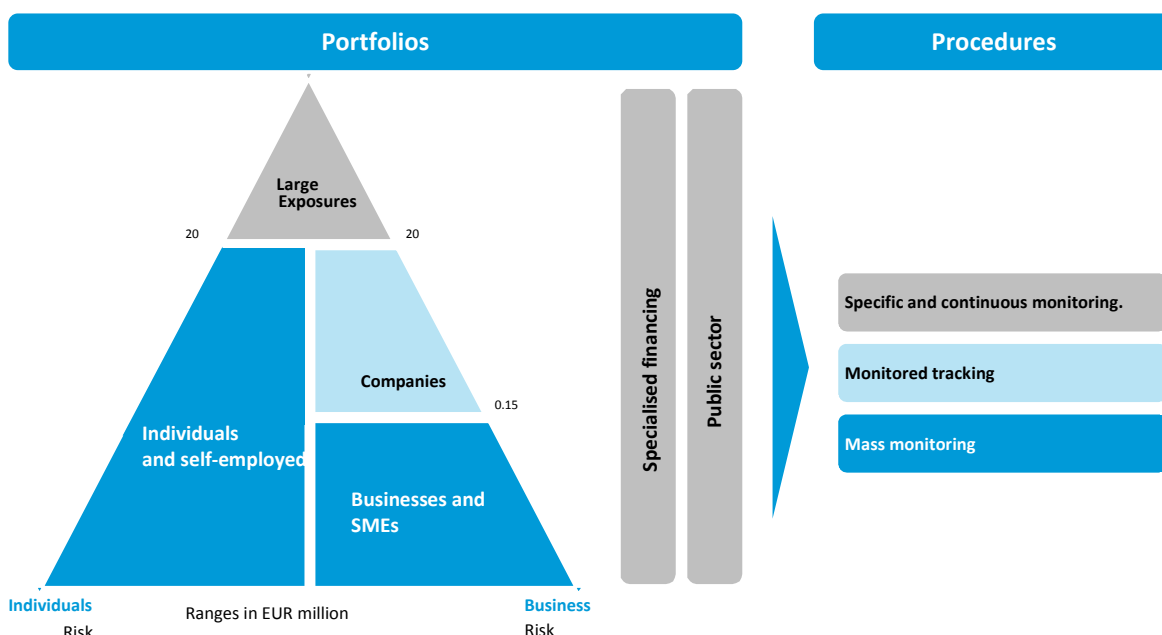 Portfolios
Procedures
Large
Exposures
20
20
Specialised financing
Public sector
Specific and continuous monitoring.
Monitored tracking
Companies
0.15
Individuals
and self-employed
Mass monitoring
Businesses and
SMEs
Individuals
Risk
Ranges in EUR million
Business
Risk